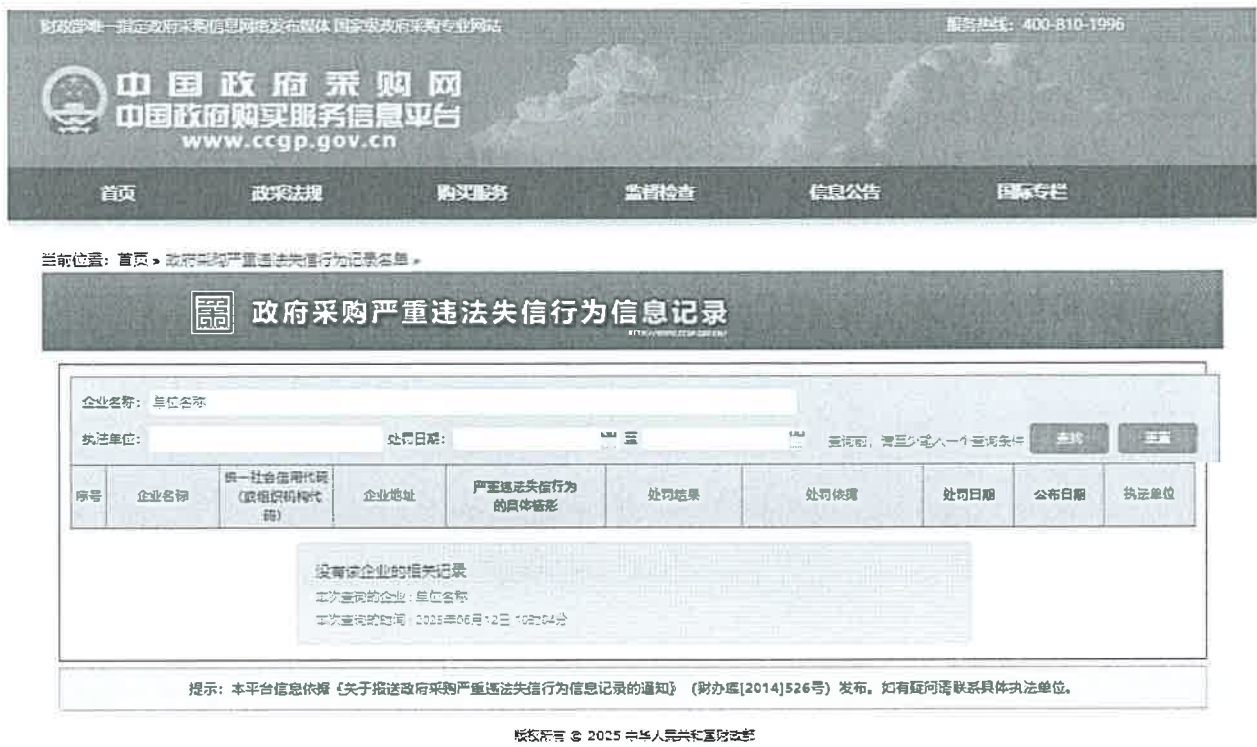 财政部唯一指定政府采购信息网络发布媒体 国家级政府采购专业网站
服务热线：400-810-1996
中国政府采购网
中国政府购买服务信息平台
www.ccgp.gov.cn
首页 政采法规 购买服务 监督检查 信息公告 国际专栏
当前位置：首页 » 政府采购严重违法失信行为记录名单 »
政府采购严重违法失信行为信息记录
企业名称： 单位名称
执法单位： 处罚日期： 至 查询前，请至少输入一个查询条件 查找 重置
序号 企业名称 统一社会信用代码（或组织机构代码） 企业地址 严重违法失信行为的具体情形 处罚结果 处罚依据 处罚日期 公布日期 执法单位
没有该企业的相关记录
本次查询的企业：单位名称
本次查询的时间：2025年06月12日
提示：本平台信息依据《关于报送政府采购严重违法失信行为信息记录的通知》（财办库[2014]526号）发布。如有疑问请联系具体执法单位。
版权所有 © 2025 中华人民共和国财政部